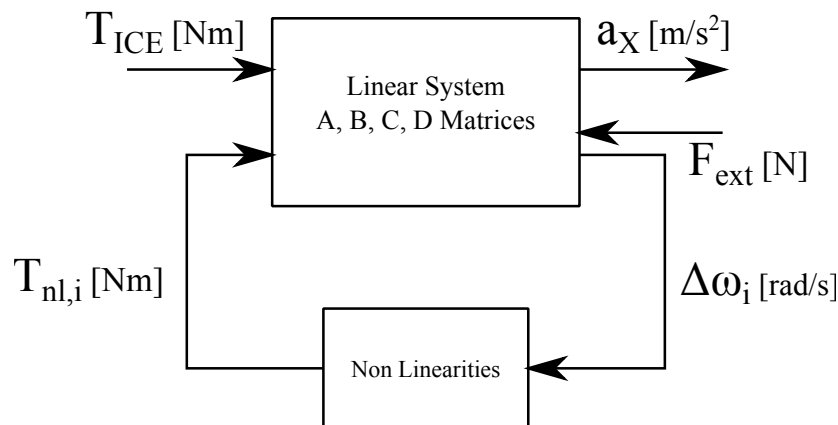 T_ICE [Nm]
a_X [m/s²]
Linear System
A, B, C, D Matrices
F_ext [N]
T_nl,i [Nm]
Δω_i [rad/s]
Non Linearities